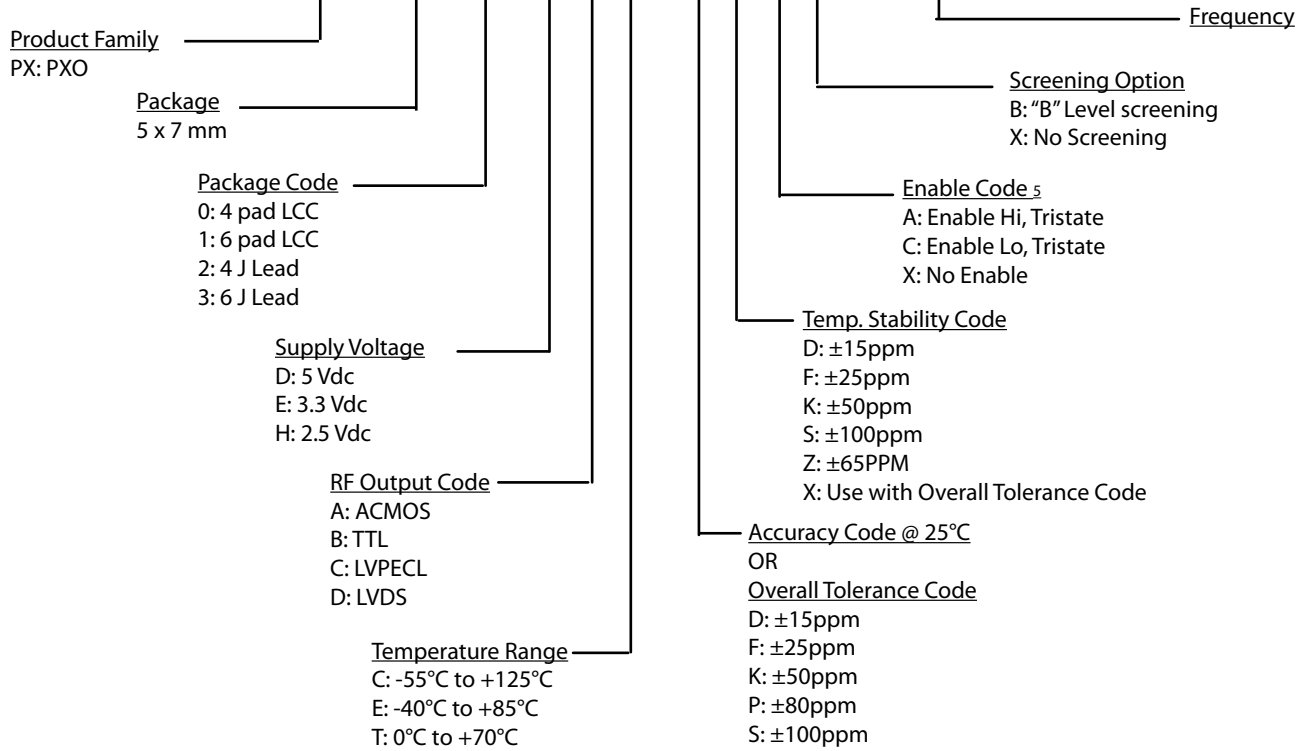 Product Family
PX: PXO
Package
5 x 7 mm
Package Code
0: 4 pad LCC
1: 6 pad LCC
2: 4 J Lead
3: 6 J Lead
Supply Voltage
D: 5 Vdc
E: 3.3 Vdc
H: 2.5 Vdc
RF Output Code
A: ACMOS
B: TTL
C: LVPECL
D: LVDS
Temperature Range
C: -55°C to +125°C
E: -40°C to +85°C
T: 0°C to +70°C
Frequency
Screening Option
B: “B” Level screening
X: No Screening
Enable Code 5
A: Enable Hi, Tristate
C: Enable Lo, Tristate
X: No Enable
Temp. Stability Code
D: ±15ppm
F: ±25ppm
K: ±50ppm
S: ±100ppm
Z: ±65PPM
X: Use with Overall Tolerance Code
Accuracy Code @ 25°C
OR
Overall Tolerance Code
D: ±15ppm
F: ±25ppm
K: ±50ppm
P: ±80ppm
S: ±100ppm